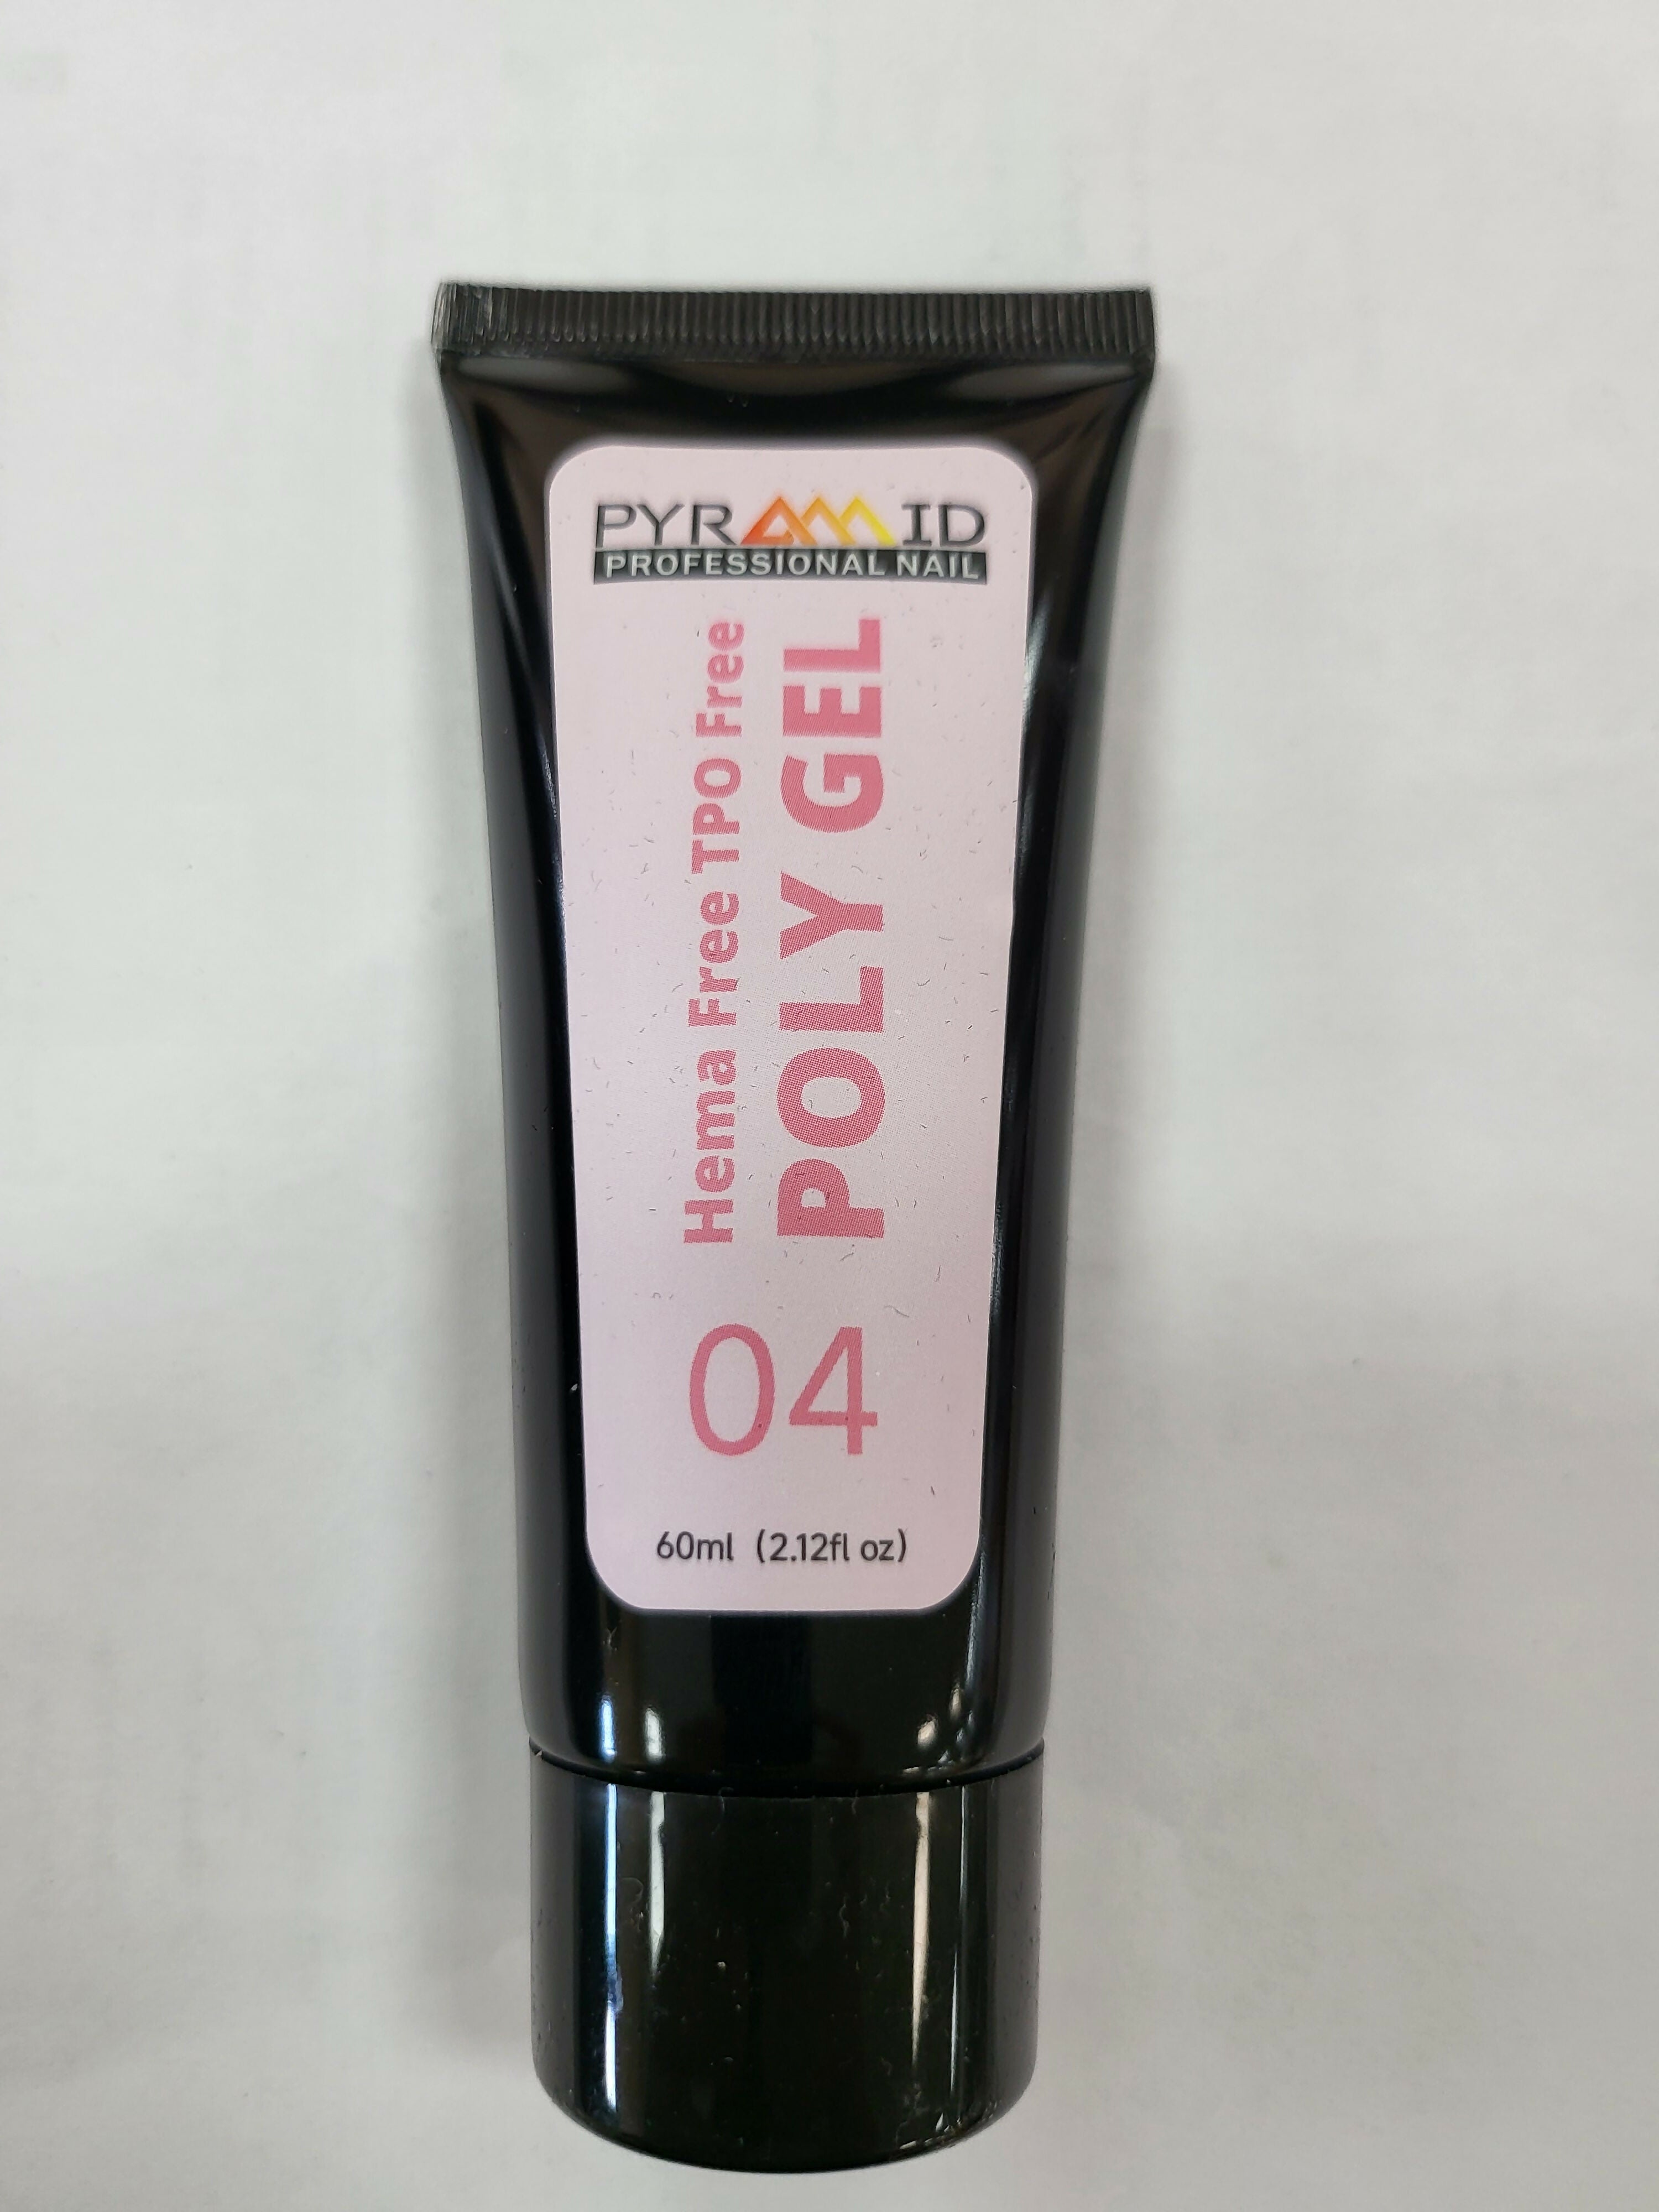 PYRAMID
PROFESSIONAL NAIL
Hema Free TPO Free
POLY GEL
04
60ml (2.12fl oz)